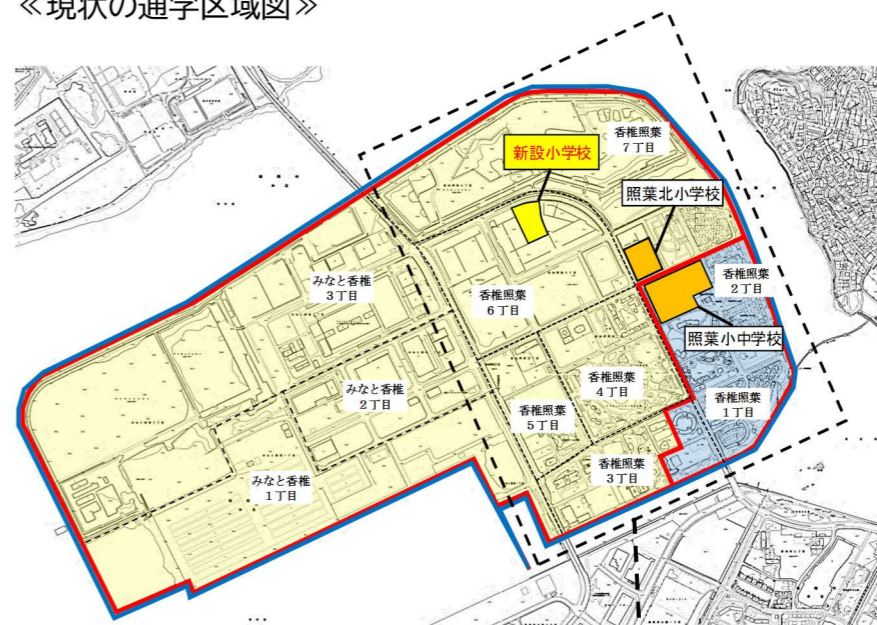 ≪現状の通学区域図≫
香椎照葉
7丁目
新設小学校
照葉北小学校
みなと香椎
3丁目
香椎照葉
6丁目
香椎照葉
2丁目
照葉小中学校
みなと香椎
2丁目
香椎照葉
4丁目
香椎照葉
1丁目
香椎照葉
5丁目
香椎照葉
3丁目
みなと香椎
1丁目